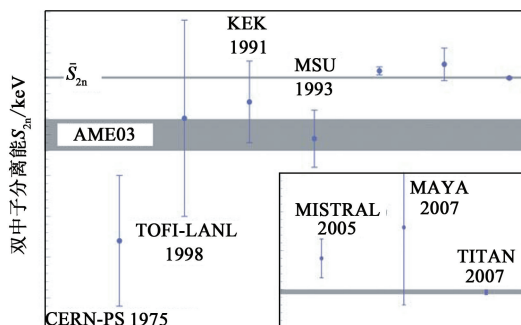 KEK
1991
S̄2n
MSU
1993
AME03
双中子分离能S2n/keV
TOFI-LANL
1998
CERN-PS 1975
MISTRAL
2005
MAYA
2007
TITAN
2007